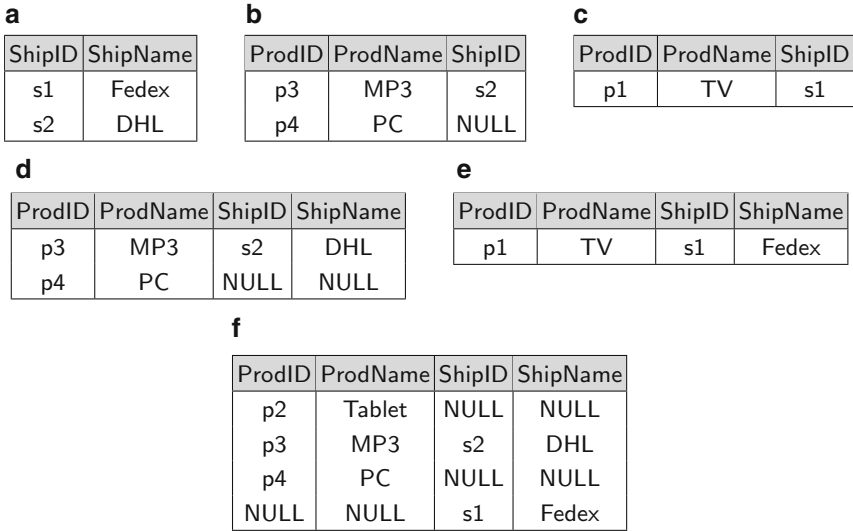 a
ShipID ShipName
s1 Fedex
s2 DHL
b
ProdID ProdName ShipID
p3 MP3 s2
p4 PC NULL
c
ProdID ProdName ShipID
p1 TV s1
d
ProdID ProdName ShipID ShipName
p3 MP3 s2 DHL
p4 PC NULL NULL
e
ProdID ProdName ShipID ShipName
p1 TV s1 Fedex
f
ProdID ProdName ShipID ShipName
p2 Tablet NULL NULL
p3 MP3 s2 DHL
p4 PC NULL NULL
NULL NULL s1 Fedex